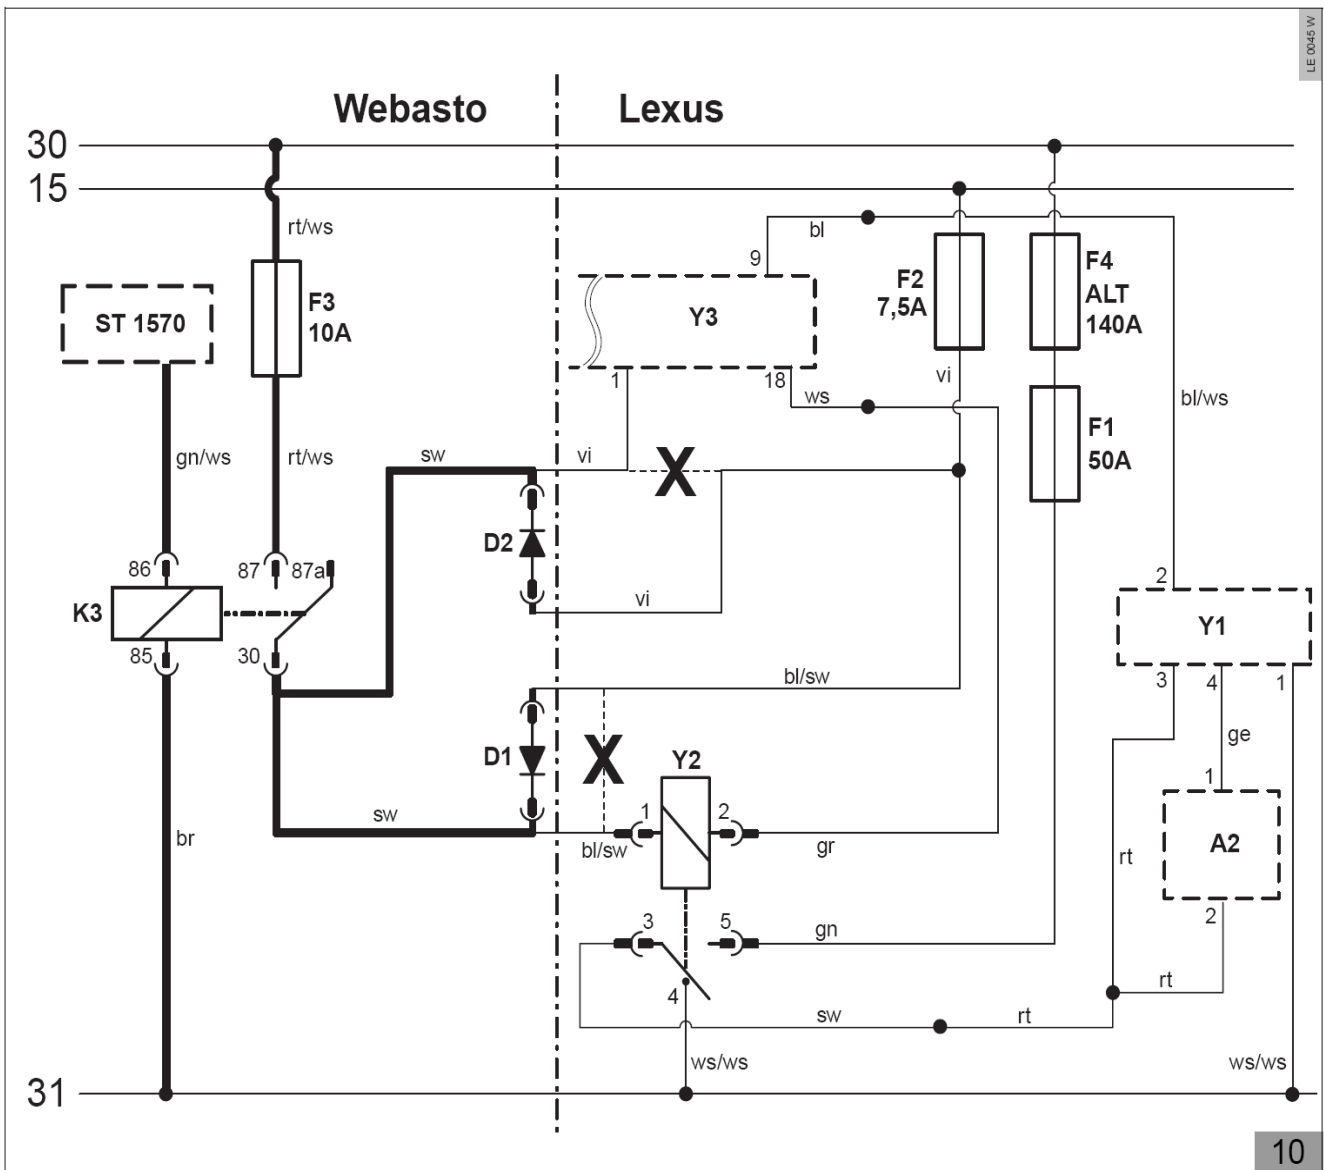 LE 0045 W
Webasto
Lexus
30
15
rt/ws
bl
9
F3
10A
ST 1570
Y3
F2
7,5A
F4
ALT
140A
1
18
ws
vi
bl/ws
F1
50A
gn/ws
rt/ws
sw
vi
X
D2
86
87
87a
vi
2
K3
Y1
85
30
bl/sw
3
4
1
ge
D1
X
Y2
1
sw
1
2
br
bl/sw
gr
rt
A2
3
5
gn
2
4
rt
sw
rt
ws/ws
ws/ws
31
10